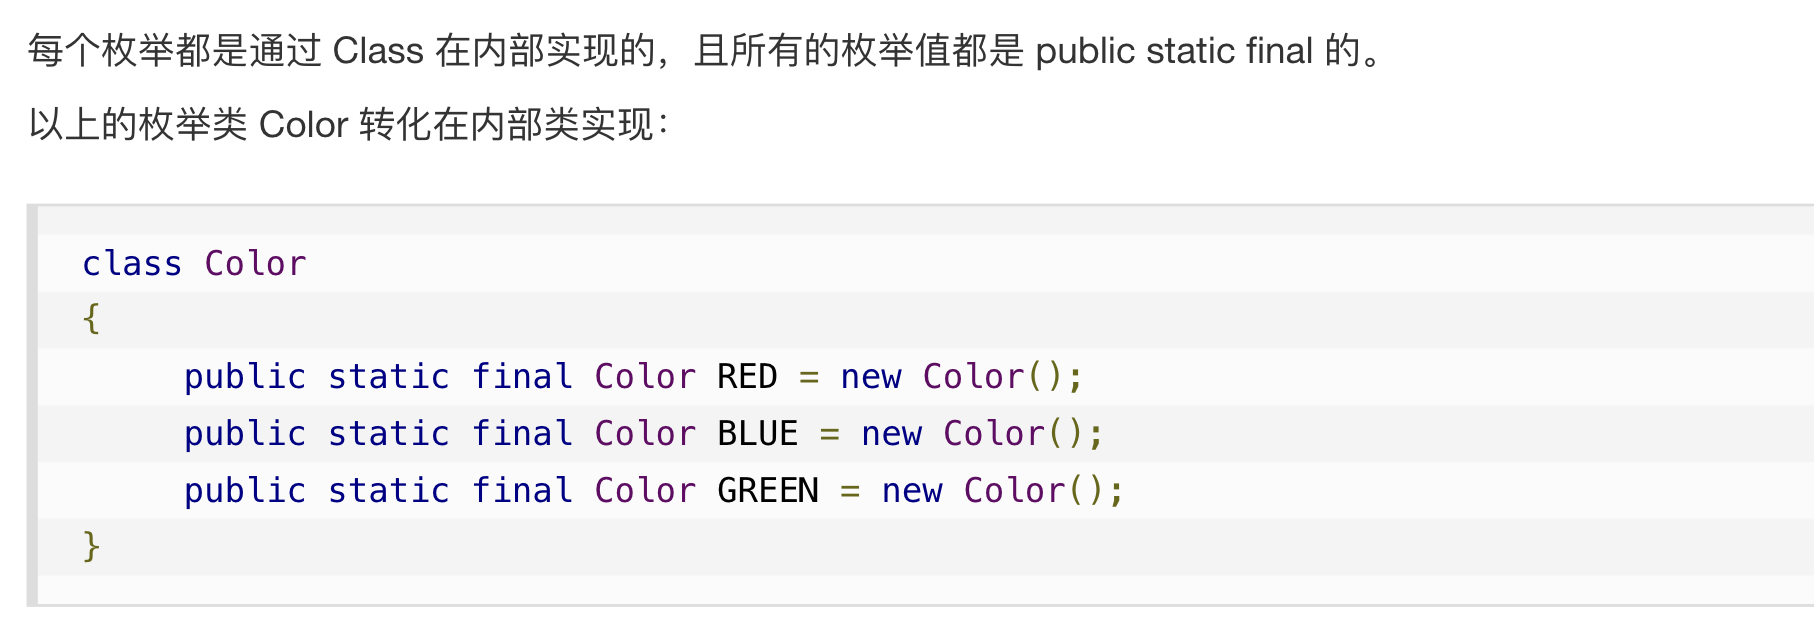 每个枚举都是通过 Class 在内部实现的，且所有的枚举值都是 public static final 的。
以上的枚举类 Color 转化在内部类实现：
class Color
{
     public static final Color RED = new Color();
     public static final Color BLUE = new Color();
     public static final Color GREEN = new Color();
}